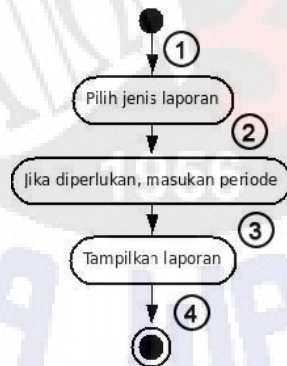 1
Pilih jenis laporan
2
Jika diperlukan, masukan periode
3
Tampilkan laporan
4